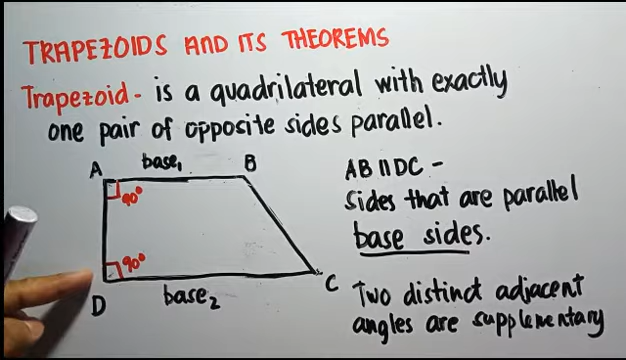 TRAPEZOIDS AND ITS THEOREMS
Trapezoid - is a quadrilateral with exactly
one pair of opposite sides parallel.
A base₁ B
90°
90°
D base₂ C
AB || DC -
Sides that are parallel
base sides.
Two distinct adjacent
angles are supplementary